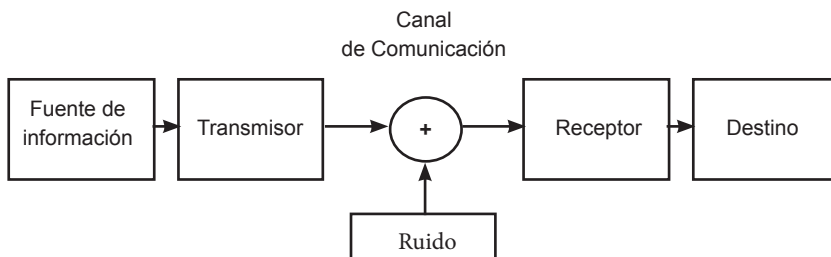 Canal
de Comunicación
Fuente de
información
Transmisor
+
Receptor
Destino
Ruido